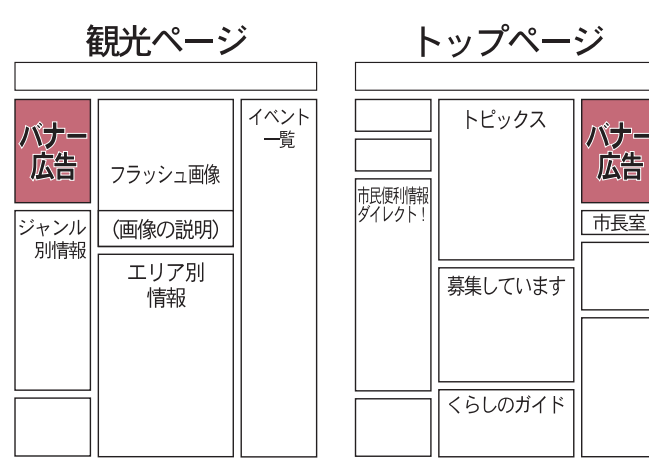 観光ページ
バナー
広告
ジャンル
別情報
フラッシュ画像
(画像の説明)
エリア別
情報
イベント
一覧
トップページ
市民便利情報
ダイレクト！
トピックス
募集しています
くらしのガイド
バナー
広告
市長室